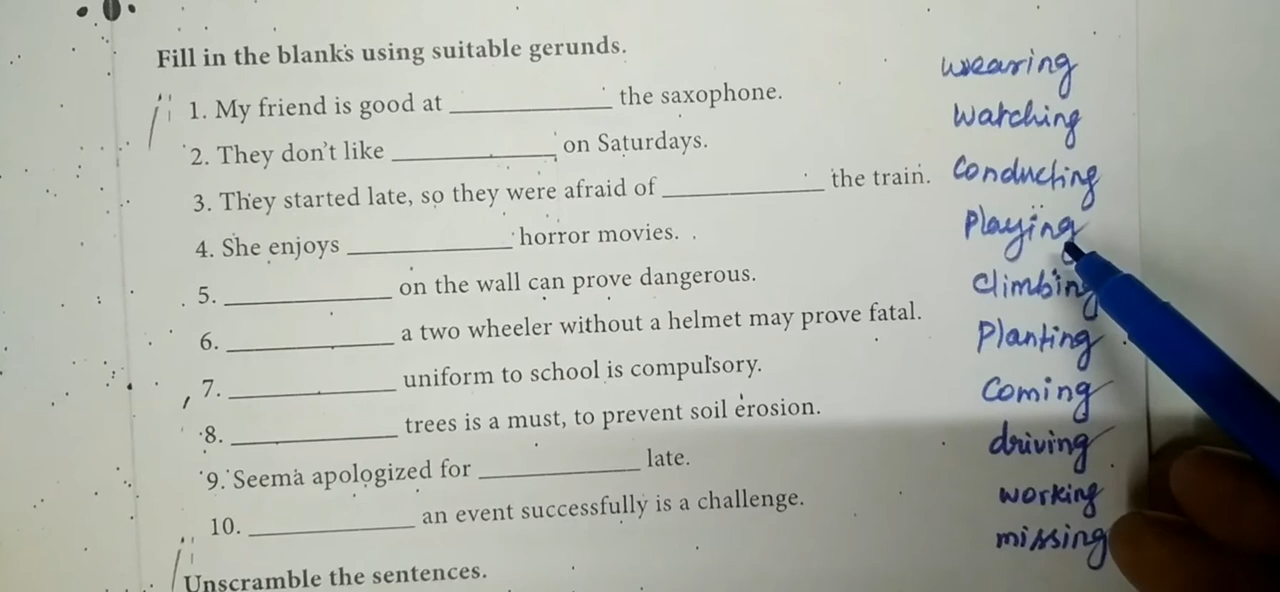 Fill in the blanks using suitable gerunds.
1. My friend is good at ____________ the saxophone.
2. They don't like ____________ on Saturdays.
3. They started late, so they were afraid of ____________ the train.
4. She enjoys ____________ horror movies.
5. ____________ on the wall can prove dangerous.
6. ____________ a two wheeler without a helmet may prove fatal.
7. ____________ uniform to school is compulsory.
8. ____________ trees is a must, to prevent soil erosion.
9. Seema apologized for ____________ late.
10. ____________ an event successfully is a challenge.
Unscramble the sentences.
wearing
watching
Conducting
Playing
Climbing
Planting
Coming
driving
working
missing